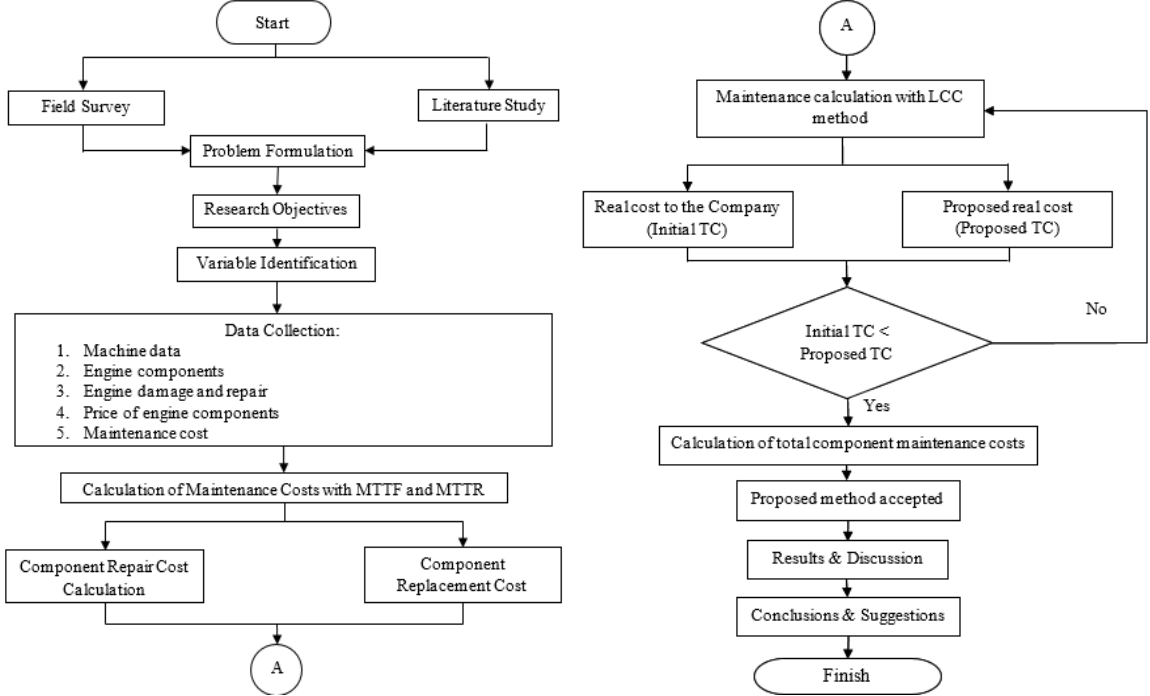 Start
Field Survey
Literature Study
Problem Formulation
Research Objectives
Variable Identification
Data Collection:
1. Machine data
2. Engine components
3. Engine damage and repair
4. Price of engine components
5. Maintenance cost
Calculation of Maintenance Costs with MTTF and MTTR
Component Repair Cost
Calculation
Component
Replacement Cost
A
A
Maintenance calculation with LCC
method
Real cost to the Company
(Initial TC)
Proposed real cost
(Proposed TC)
Initial TC <
Proposed TC
No
Yes
Calculation of total component maintenance costs
Proposed method accepted
Results & Discussion
Conclusions & Suggestions
Finish